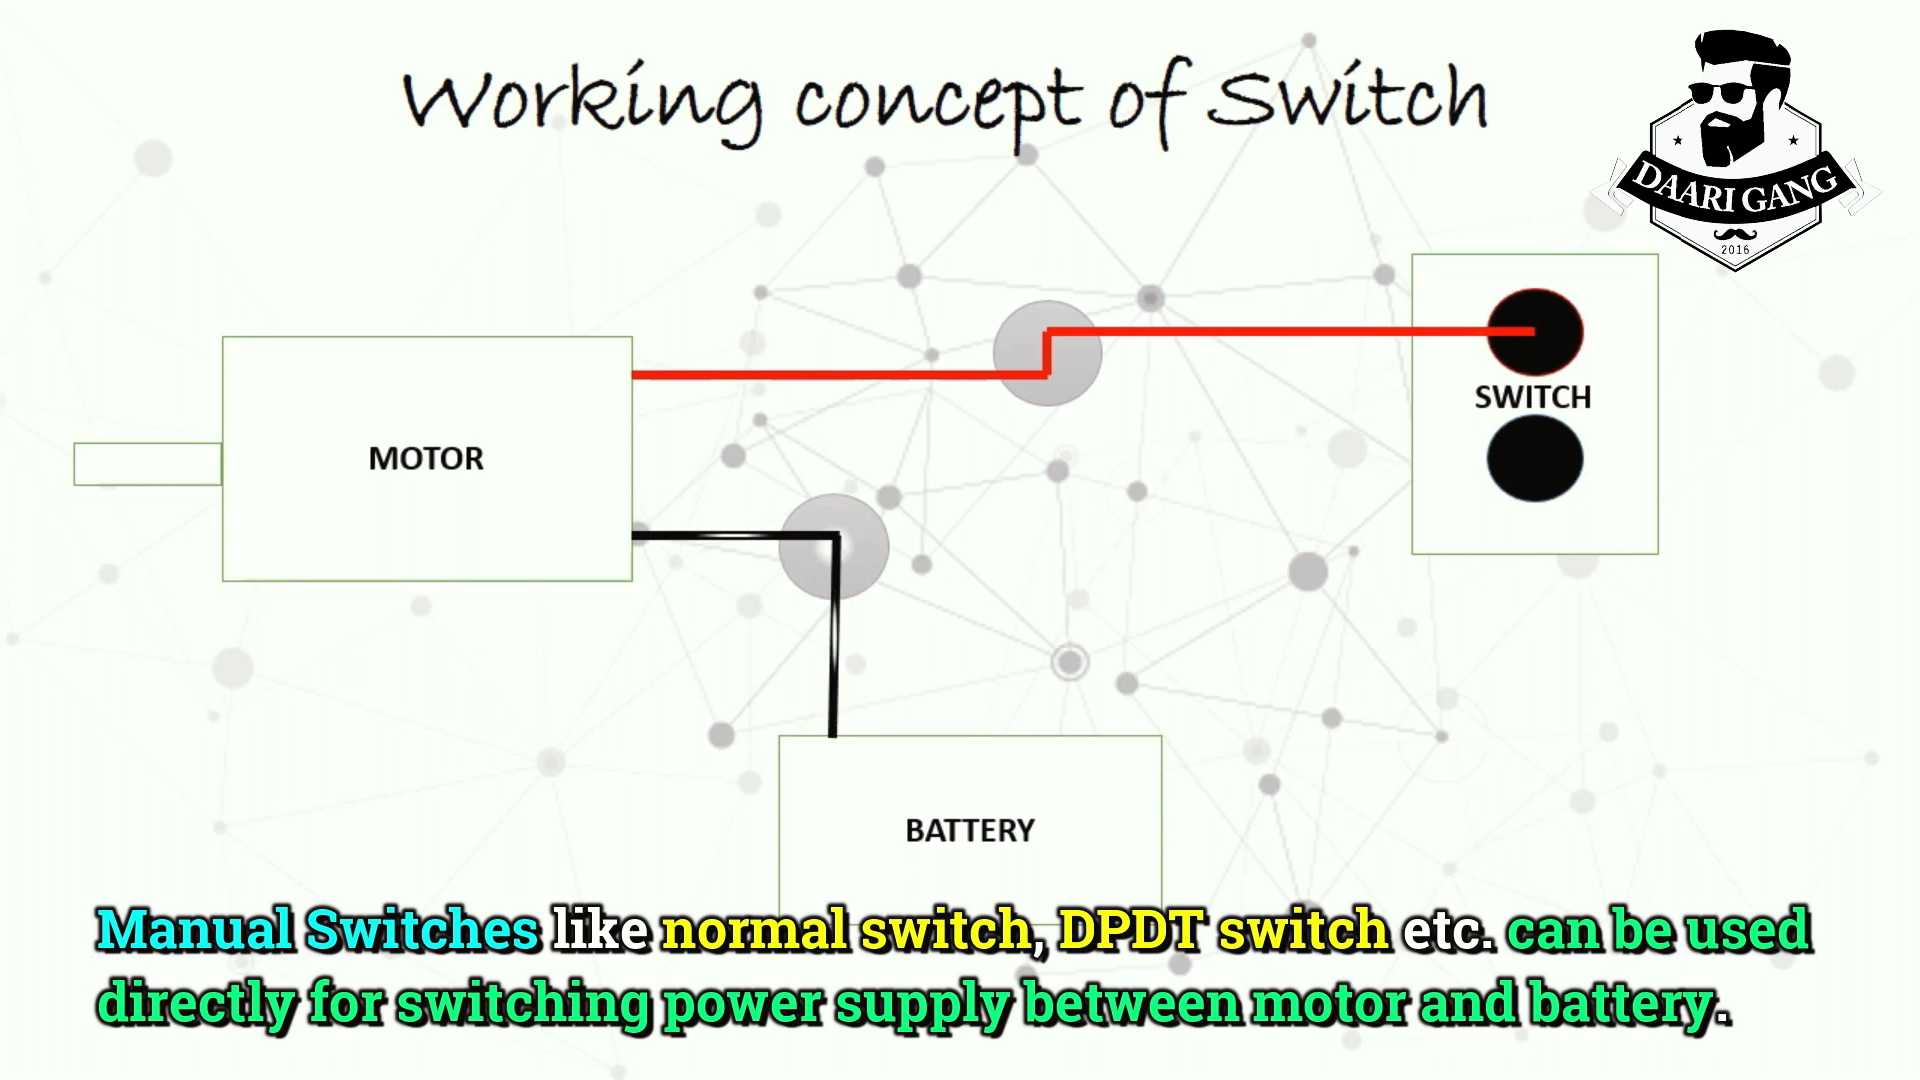 Working concept of Switch
DAARI GANG
2016
SWITCH
MOTOR
BATTERY
Manual Switches like normal switch, DPDT switch etc. can be used
directly for switching power supply between motor and battery.